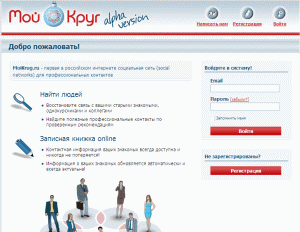 Мой Круг alpha version
Написать нам Регистрация Войти
Добро пожаловать!
MoiKrug.ru - первая в российском интернете социальная сеть (social
networks) для профессиональных контактов
Найти людей
Восстановите связь с вашими старыми знакомыми,
однокурсниками и коллегами
Найдите полезные профессиональные контакты по
проверенным рекомендациям
Записная книжка online
Контактная информация ваших знакомых всегда доступна и
никогда не потеряется!
Информация о ваших знакомых обновляется автоматически и
всегда актуальна!
Войдите в систему!
Email
Пароль (забыли?)
Запомнить меня
Войти
Не зарегистрированы?
Регистрация